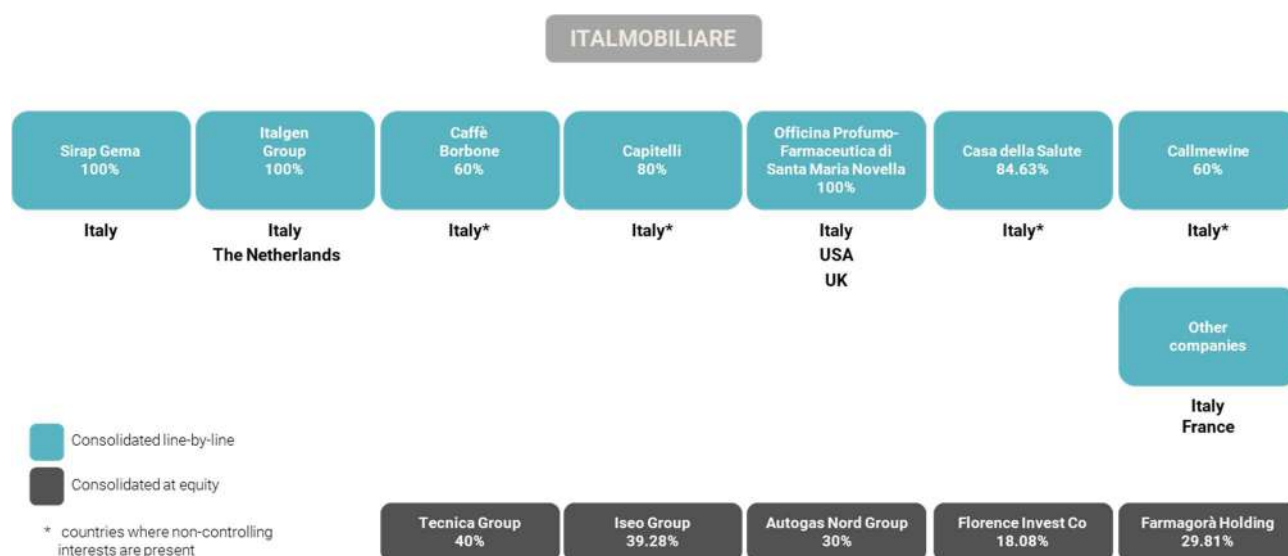 ITALMOBILIARE
Sirap Gema
100%
Italy
Italgen
Group
100%
Italy
The Netherlands
Caffè
Borbone
60%
Italy*
Capitelli
80%
Italy*
Officina Profumo-
Farmaceutica di
Santa Maria Novella
100%
Italy
USA
UK
Casa della Salute
84.63%
Italy*
Callmewine
60%
Italy*
Other
companies
Italy
France
Consolidated line-by-line
Consolidated at equity
* countries where non-controlling
interests are present
Tecnica Group
40%
Iseo Group
39.28%
Autogas Nord Group
30%
Florence Invest Co
18.08%
Farmagorà Holding
29.81%